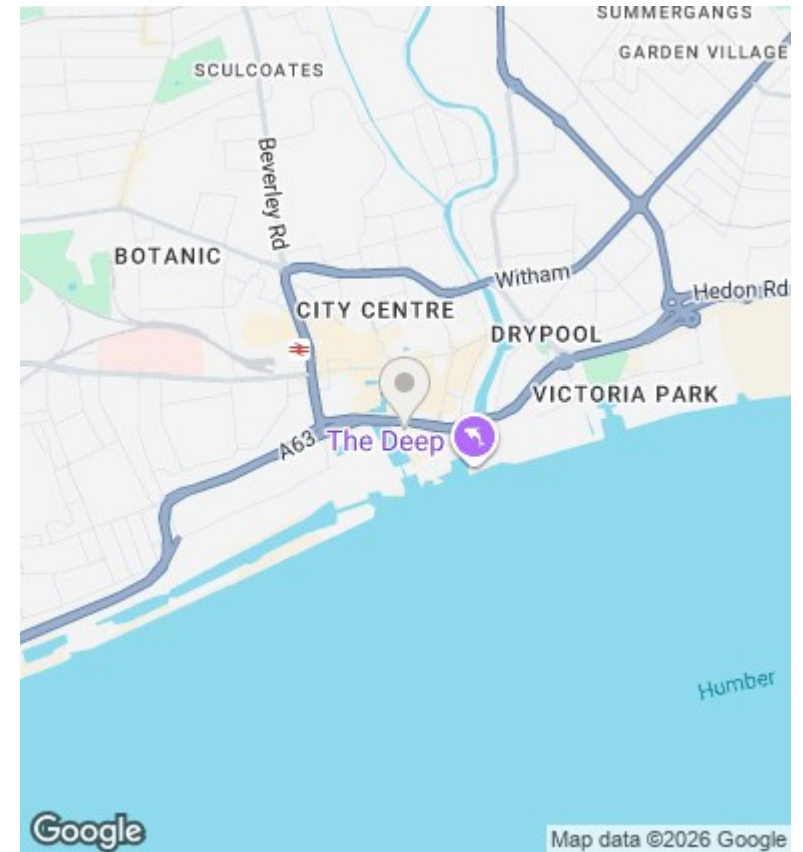 SUMMERGANGS
GARDEN VILLAGE
SCULCOATES
Beverley Rd
BOTANIC
Witham
Hedon Rd
CITY CENTRE
DRYPOOL
VICTORIA PARK
A63
The Deep
Humber
Google
Map data ©2026 Google